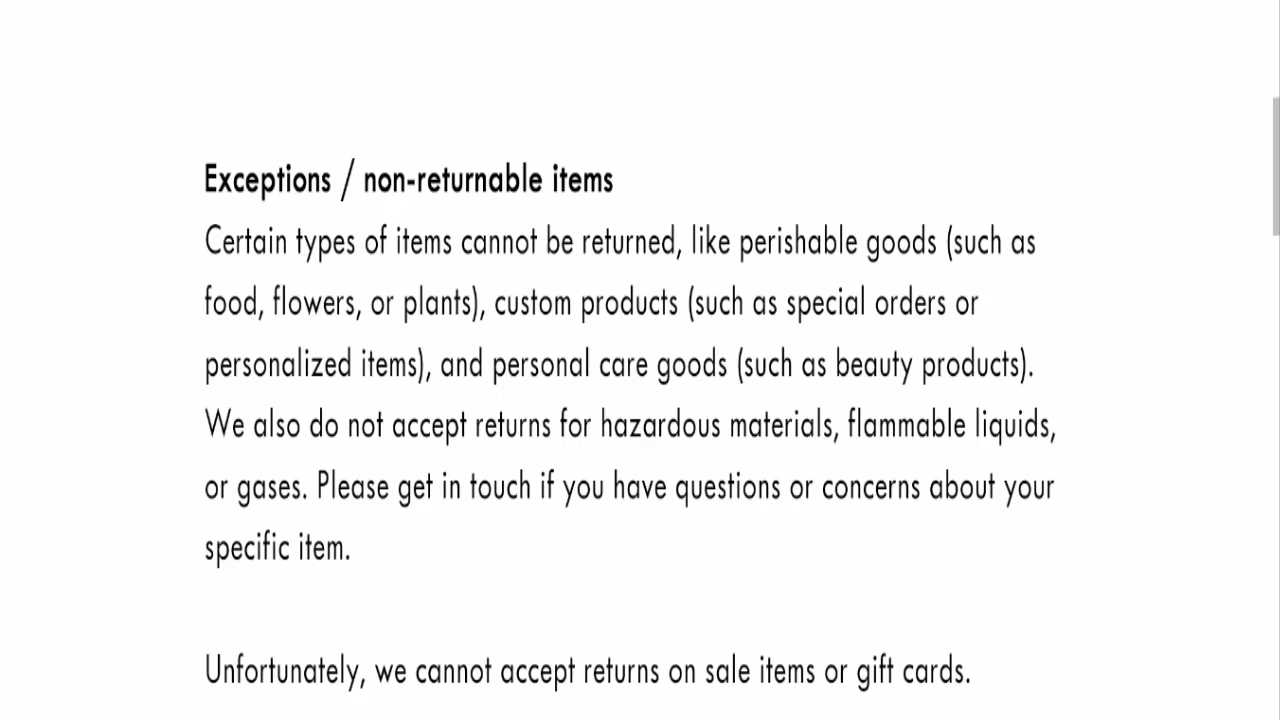 Exceptions / non-returnable items
Certain types of items cannot be returned, like perishable goods (such as
food, flowers, or plants), custom products (such as special orders or
personalized items), and personal care goods (such as beauty products).
We also do not accept returns for hazardous materials, flammable liquids,
or gases. Please get in touch if you have questions or concerns about your
specific item.
Unfortunately, we cannot accept returns on sale items or gift cards.